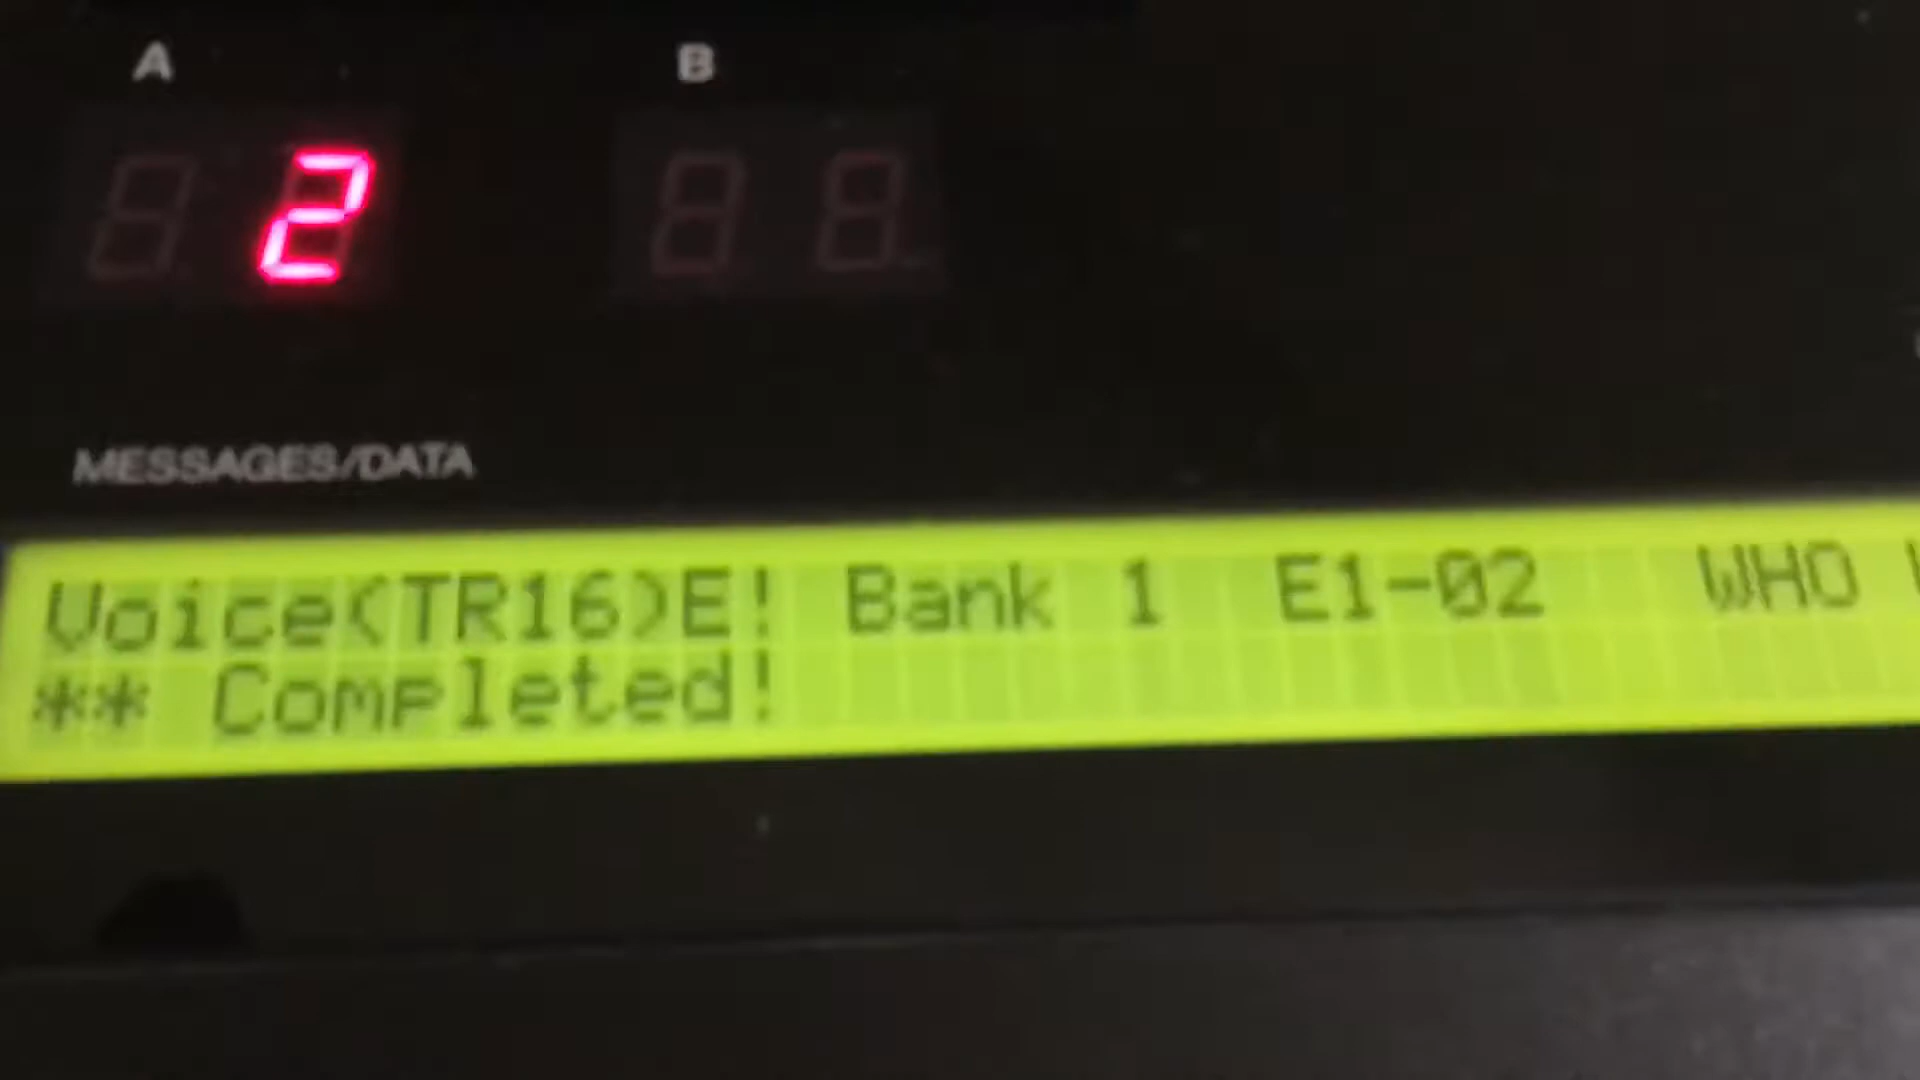 A B
2
MESSAGES/DATA
Voice(TR16)E! Bank 1 E1-02 WHO
** Completed!